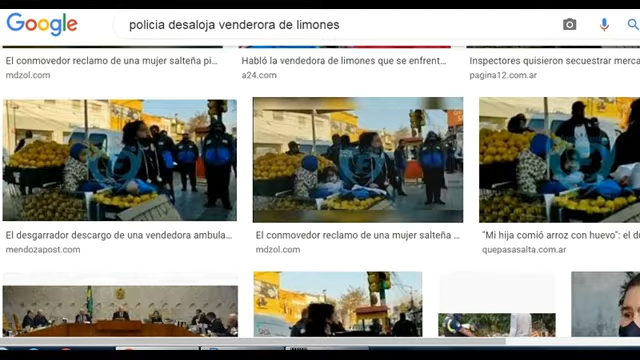 Google
policia desaloja venderora de limones
El conmovedor reclamo de una mujer salteña pi...
mdzol.com
Habló la vendedora de limones que se enfrent...
a24.com
Inspectores quisieron secuestrar merca
pagina12.com.ar
El desgarrador descargo de una vendedora ambula...
mendozapost.com
El conmovedor reclamo de una mujer salteña ...
mdzol.com
"Mi hija comió arroz con huevo": el du
quepasasalta.com.ar